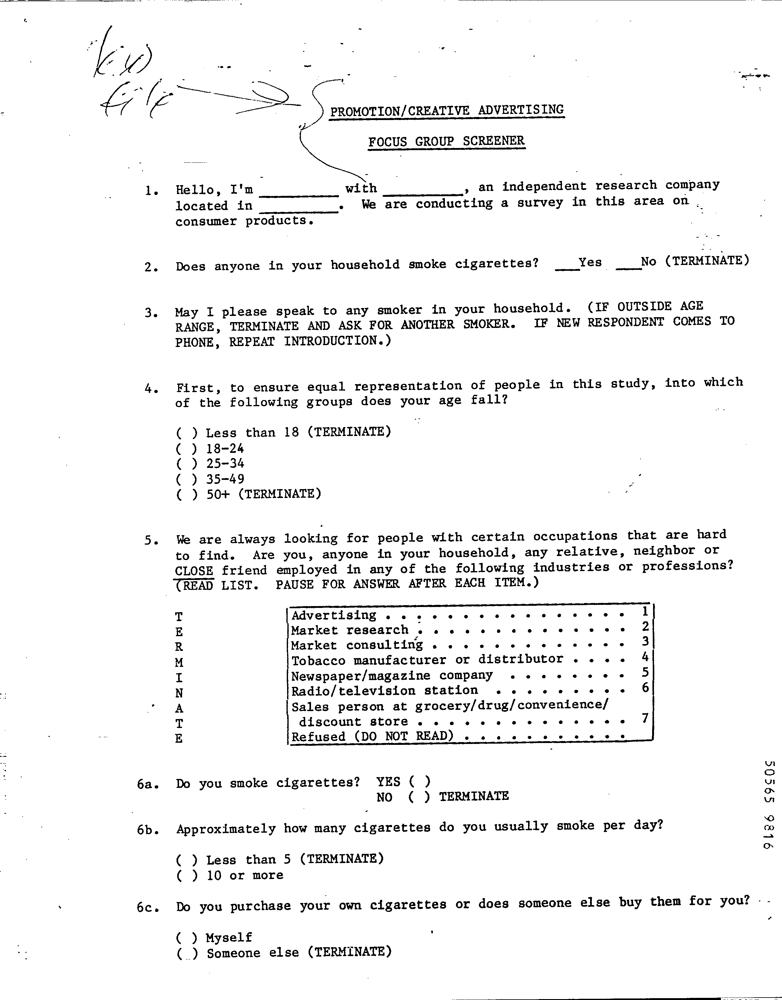 file
PROMOTION/CREATIVE ADVERTISING
FOCUS GROUP SCREENER
1. Hello, I'm _________ with _________, an independent research company
located in _________. We are conducting a survey in this area on
consumer products.
2. Does anyone in your household smoke cigarettes? ___Yes ___No (TERMINATE)
3. May I please speak to any smoker in your household. (IF OUTSIDE AGE
RANGE, TERMINATE AND ASK FOR ANOTHER SMOKER. IF NEW RESPONDENT COMES TO
PHONE, REPEAT INTRODUCTION.)
4. First, to ensure equal representation of people in this study, into which
of the following groups does your age fall?
( ) Less than 18 (TERMINATE)
( ) 18-24
( ) 25-34
( ) 35-49
( ) 50+ (TERMINATE)
5. We are always looking for people with certain occupations that are hard
to find. Are you, anyone in your household, any relative, neighbor or
CLOSE friend employed in any of the following industries or professions?
(READ LIST. PAUSE FOR ANSWER AFTER EACH ITEM.)
T Advertising . . . . . . . . . . . . . . . . 1
E Market research . . . . . . . . . . . . . . 2
R Market consulting . . . . . . . . . . . . . 3
M Tobacco manufacturer or distributor . . . . 4
I Newspaper/magazine company . . . . . . . . 5
N Radio/television station . . . . . . . . . 6
A Sales person at grocery/drug/convenience/
T discount store . . . . . . . . . . . . . . 7
E Refused (DO NOT READ) . . . . . . . . . . .
6a. Do you smoke cigarettes? YES ( )
NO ( ) TERMINATE
6b. Approximately how many cigarettes do you usually smoke per day?
( ) Less than 5 (TERMINATE)
( ) 10 or more
6c. Do you purchase your own cigarettes or does someone else buy them for you?
( ) Myself
( ) Someone else (TERMINATE)
50565 9816